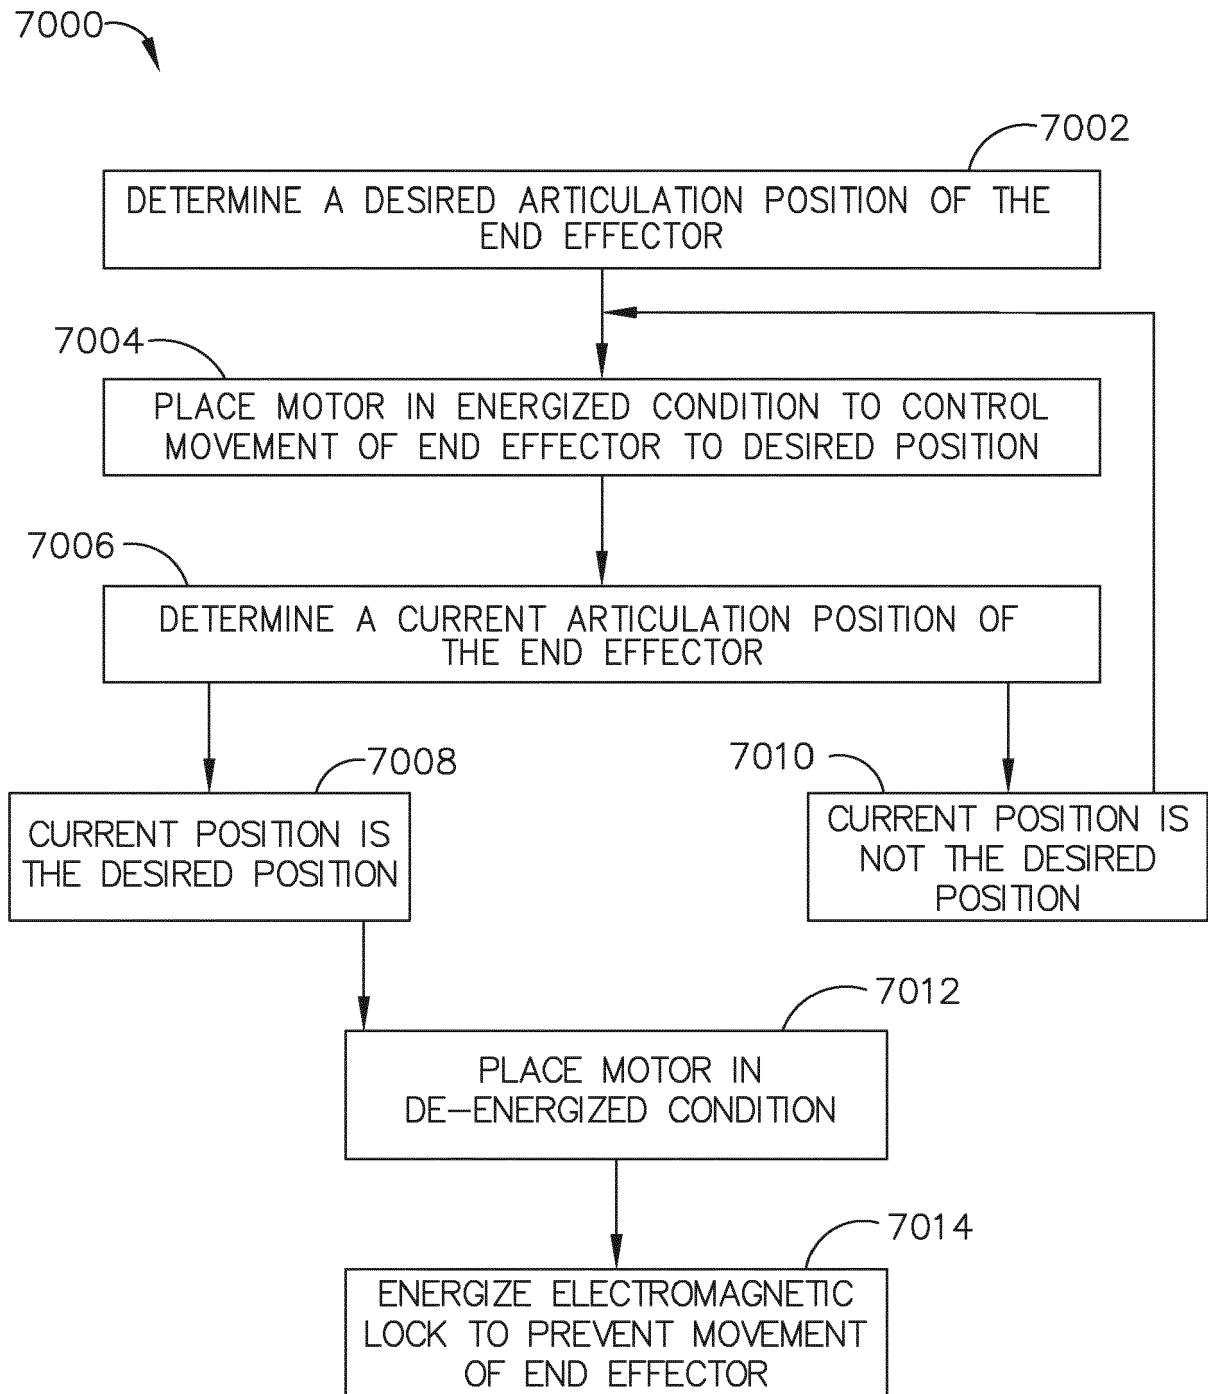 7000
7002
DETERMINE A DESIRED ARTICULATION POSITION OF THE
END EFFECTOR
7004
PLACE MOTOR IN ENERGIZED CONDITION TO CONTROL
MOVEMENT OF END EFFECTOR TO DESIRED POSITION
7006
DETERMINE A CURRENT ARTICULATION POSITION OF
THE END EFFECTOR
7008
CURRENT POSITION IS
THE DESIRED POSITION
7010
CURRENT POSITION IS
NOT THE DESIRED
POSITION
7012
PLACE MOTOR IN
DE-ENERGIZED CONDITION
7014
ENERGIZE ELECTROMAGNETIC
LOCK TO PREVENT MOVEMENT
OF END EFFECTOR